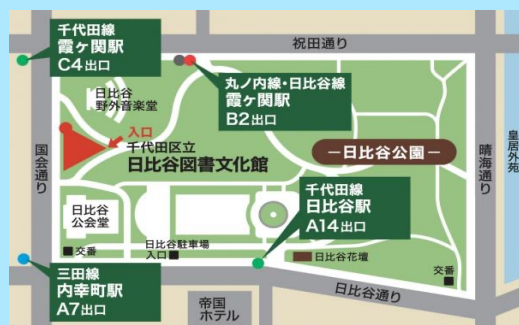 千代田線
霞ヶ関駅
C4出口
祝田通り
日比谷
野外音楽堂
丸ノ内線・日比谷線
霞ヶ関駅
B2出口
入口
千代田区立
日比谷図書文化館
国会通り
ー日比谷公園ー
晴海通り
皇居外苑
千代田線
日比谷駅
A14出口
日比谷
公会堂
交番
日比谷駐車場
入口
日比谷花壇
交番
三田線
内幸町駅
A7出口
帝国
ホテル
日比谷通り